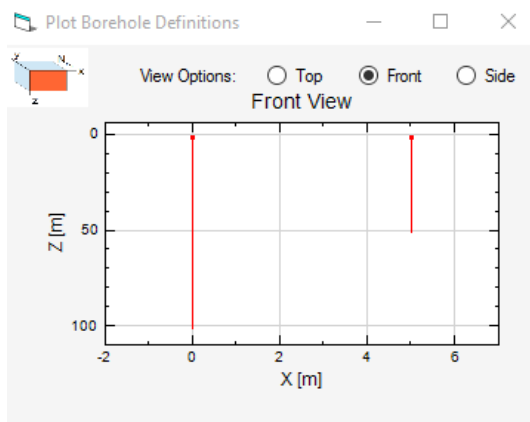 Plot Borehole Definitions
y N x
z
View Options: Top Front Side
Front View
0
50
100
Z [m]
-2 0 2 4 6
X [m]